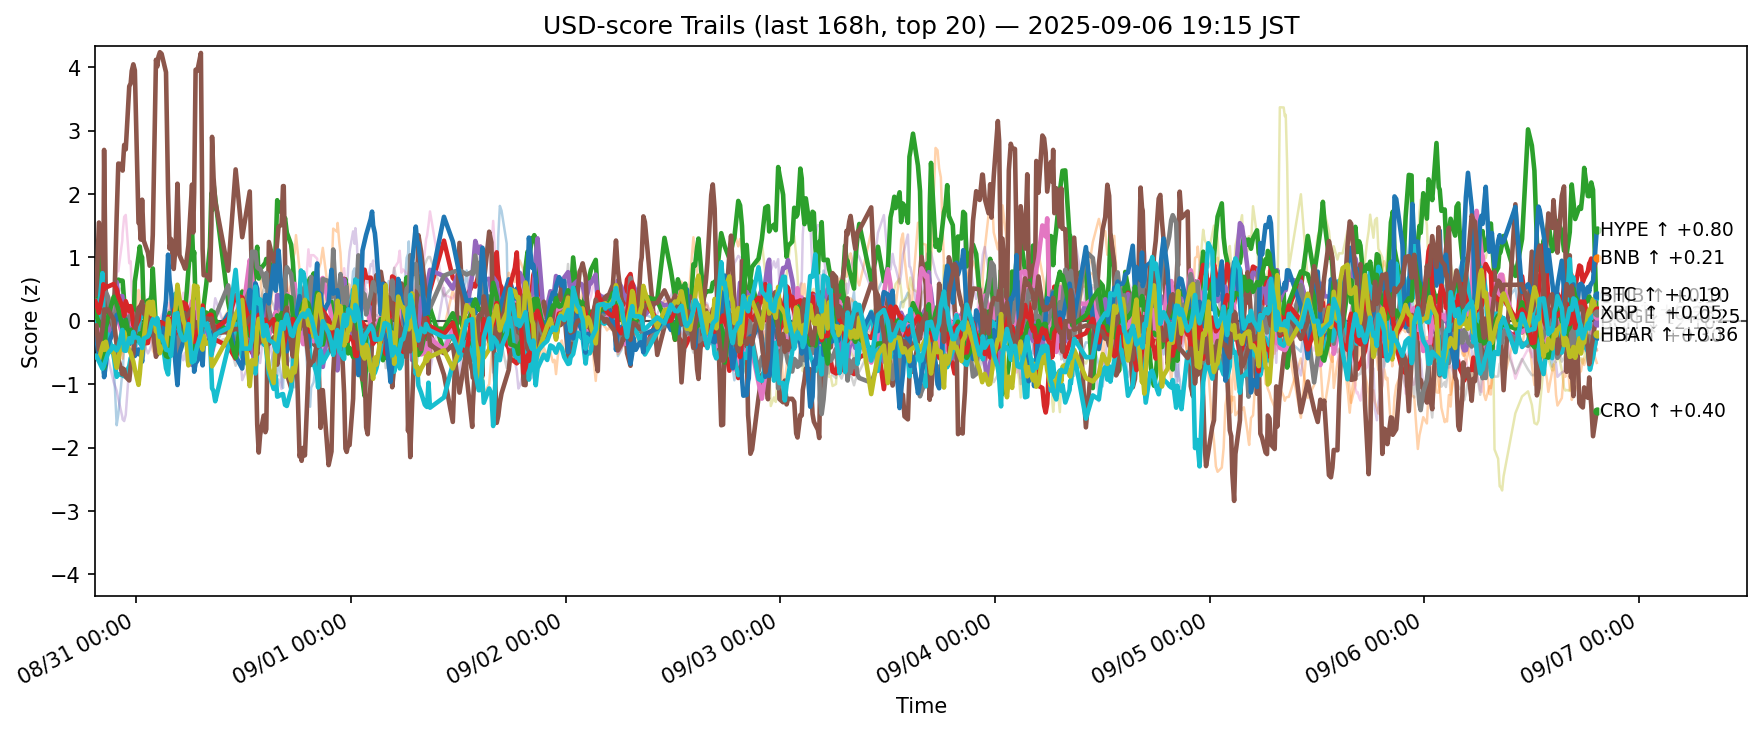 USD-score Trails (last 168h, top 20) — 2025-09-06 19:15 JST
Score (z)
4
3
2
1
0
−1
−2
−3
−4
HYPE ↑ +0.80
BNB ↑ +0.21
BTC ↑ +0.19
XRP ↑ +0.05
HBAR ↑ +0.36
CRO ↑ +0.40
08/31 00:00
09/01 00:00
09/02 00:00
09/03 00:00
09/04 00:00
09/05 00:00
09/06 00:00
09/07 00:00
Time